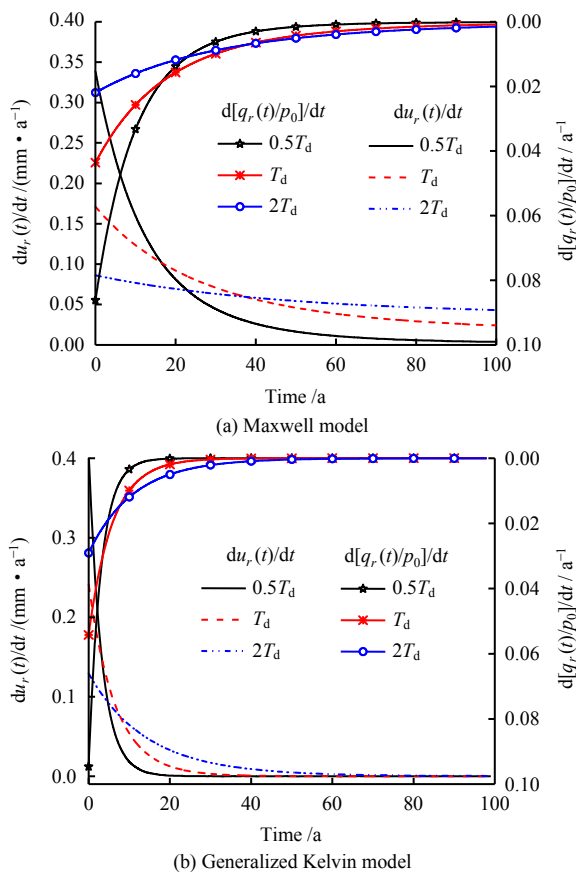 0.40 0.00
0.35
0.30 0.02
d[q_r(t)/p_0]/dt du_r(t)/dt
0.25 0.5T_d 0.5T_d 0.04
0.20 T_d T_d
0.15 2T_d 2T_d 0.06
0.10 0.08
0.05
0.00 0.10
du_r(t)/dt /(mm • a⁻¹)
d[q_r(t)/p_0]/dt / a⁻¹
0 20 40 60 80 100
Time /a
(a) Maxwell model
0.4 0.00
0.02
0.3
du_r(t)/dt d[q_r(t)/p_0]/dt
0.04
0.5T_d 0.5T_d
0.2 T_d T_d
0.06
2T_d 2T_d
0.1 0.08
0.0 0.10
du_r(t)/dt /(mm • a⁻¹)
d[q_r(t)/p_0]/dt / a⁻¹
0 20 40 60 80 100
Time /a
(b) Generalized Kelvin model